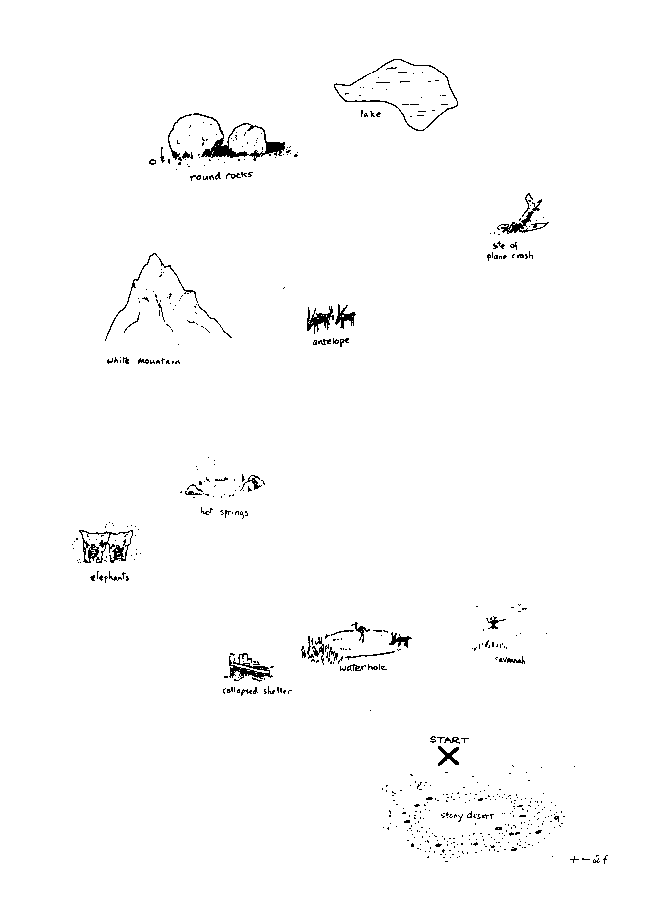 lake
round rocks
site of
plane crash
antelope
white mountain
hot springs
elephants
waterhole
savannah
collapsed shelter
START
stony desert